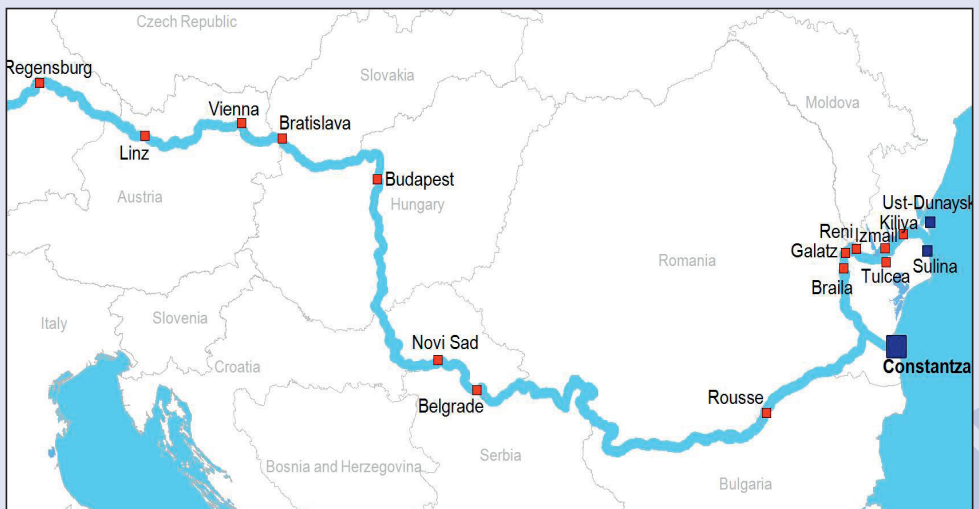 Czech Republic
Regensburg
Slovakia
Vienna
Bratislava
Moldova
Linz
Budapest
Austria
Hungary
Ust-Dunaysk
Kiliya
Reni
Izmail
Galatz
Romania
Sulina
Tulcea
Braila
Italy
Slovenia
Novi Sad
Croatia
Constantza
Belgrade
Rousse
Serbia
Bosnia and Herzegovina
Bulgaria